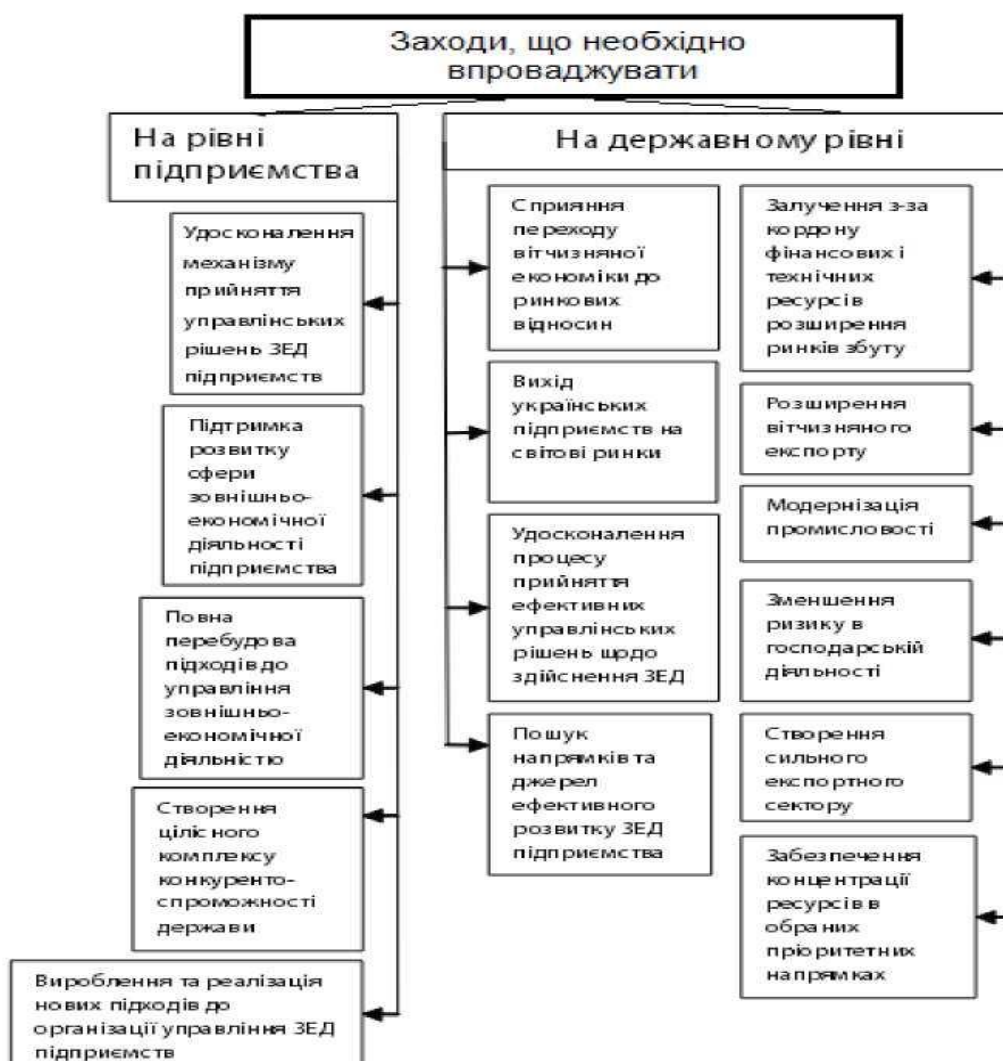 Заходи, що необхідно
впроваджувати
На рівні
підприємства
Удосконалення
механізму
прийняття
управлінських
рішень ЗЕД
підприємств
Підтримка
розвитку
сфери
зовнішньо-
економічної
діяльності
підприємства
Повна
перебудова
підходів до
управління
зовнішньо-
економічної
діяльністю
Створення
цілісного
комплексу
конкуренто-
спроможності
держави
Вироблення та реалізація
нових підходів до
організації управління ЗЕД
підприємств
На державному рівні
Сприяння
переходу
вітчизняної
економіки до
ринкових
відносин
Вихід
українських
підприємств на
світові ринки
Удосконалення
процесу
прийняття
ефективних
управлінських
рішень щодо
здійснення ЗЕД
Пошук
напрямків та
джерел
ефективного
розвитку ЗЕД
підприємства
Залучення з-за
кордону
фінансових і
технічних
ресурсів
розширення
ринків збуту
Розширення
вітчизняного
експорту
Модернізація
промисловості
Зменшення
ризику в
господарській
діяльності
Створення
сильного
експортного
сектору
Забезпечення
концентрації
ресурсів в
обраних
пріоритетних
напрямках